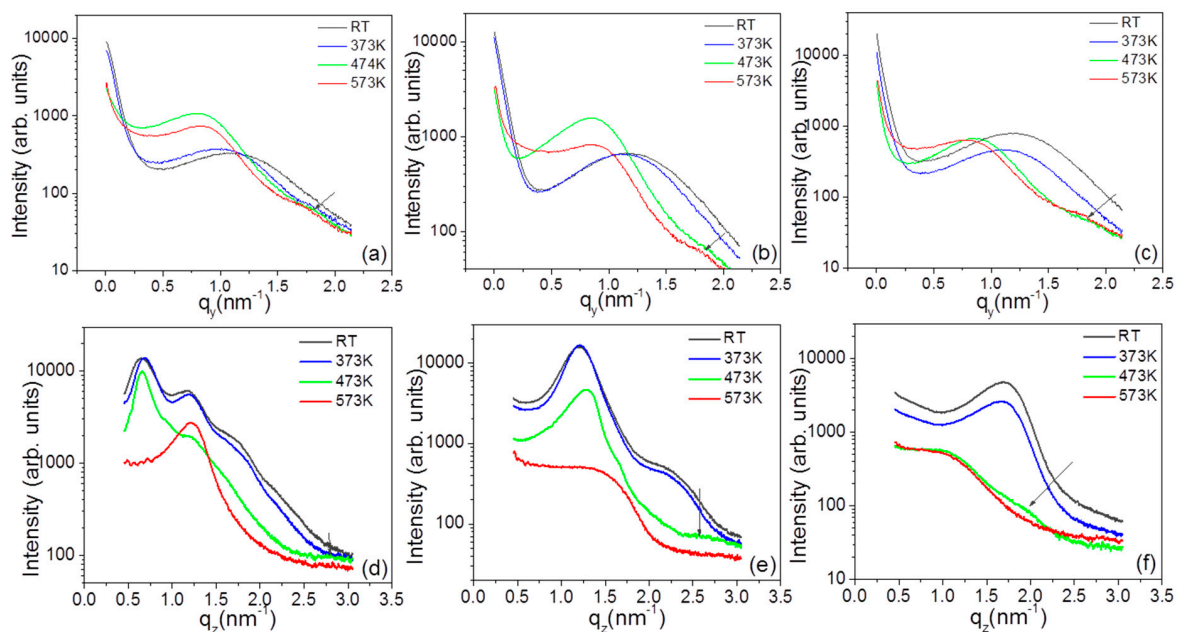 RT
373K
474K
573K
Intensity (arb. units)
10000
1000
100
10
0.0 0.5 1.0 1.5 2.0 2.5
qy(nm-1)
(a)
RT
373K
473K
573K
Intensity (arb. units)
10000
1000
100
0.0 0.5 1.0 1.5 2.0 2.5
qy(nm-1)
(b)
RT
373K
473K
573K
Intensity (arb. units)
10000
1000
100
10
0.0 0.5 1.0 1.5 2.0 2.5
qy(nm-1)
(c)
RT
373K
473K
573K
Intensity (arb. units)
10000
1000
100
0.0 0.5 1.0 1.5 2.0 2.5 3.0 3.5
qz(nm-1)
(d)
RT
373K
473K
573K
Intensity (arb. units)
10000
1000
100
0.0 0.5 1.0 1.5 2.0 2.5 3.0 3.5
qz(nm-1)
(e)
RT
373K
473K
573K
Intensity (arb. units)
10000
1000
100
10
0.0 0.5 1.0 1.5 2.0 2.5 3.0 3.5
qz(nm-1)
(f)